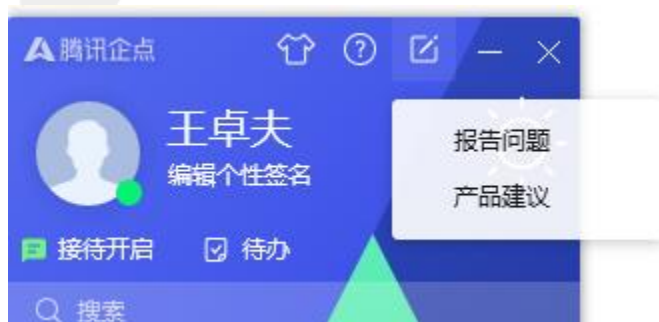 腾讯企点
王卓夫
编辑个性签名
报告问题
产品建议
接待开启 待办
搜索